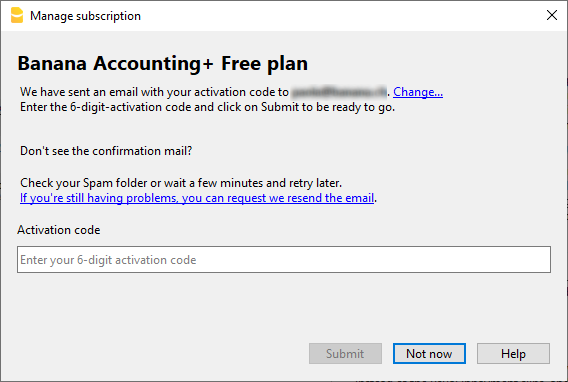 Manage subscription
Banana Accounting+ Free plan
We have sent an email with your activation code to . Change...
Enter the 6-digit-activation code and click on Submit to be ready to go.
Don't see the confirmation mail?
Check your Spam folder or wait a few minutes and retry later.
If you're still having problems, you can request we resend the email.
Activation code
Enter your 6-digit activation code
Submit Not now Help